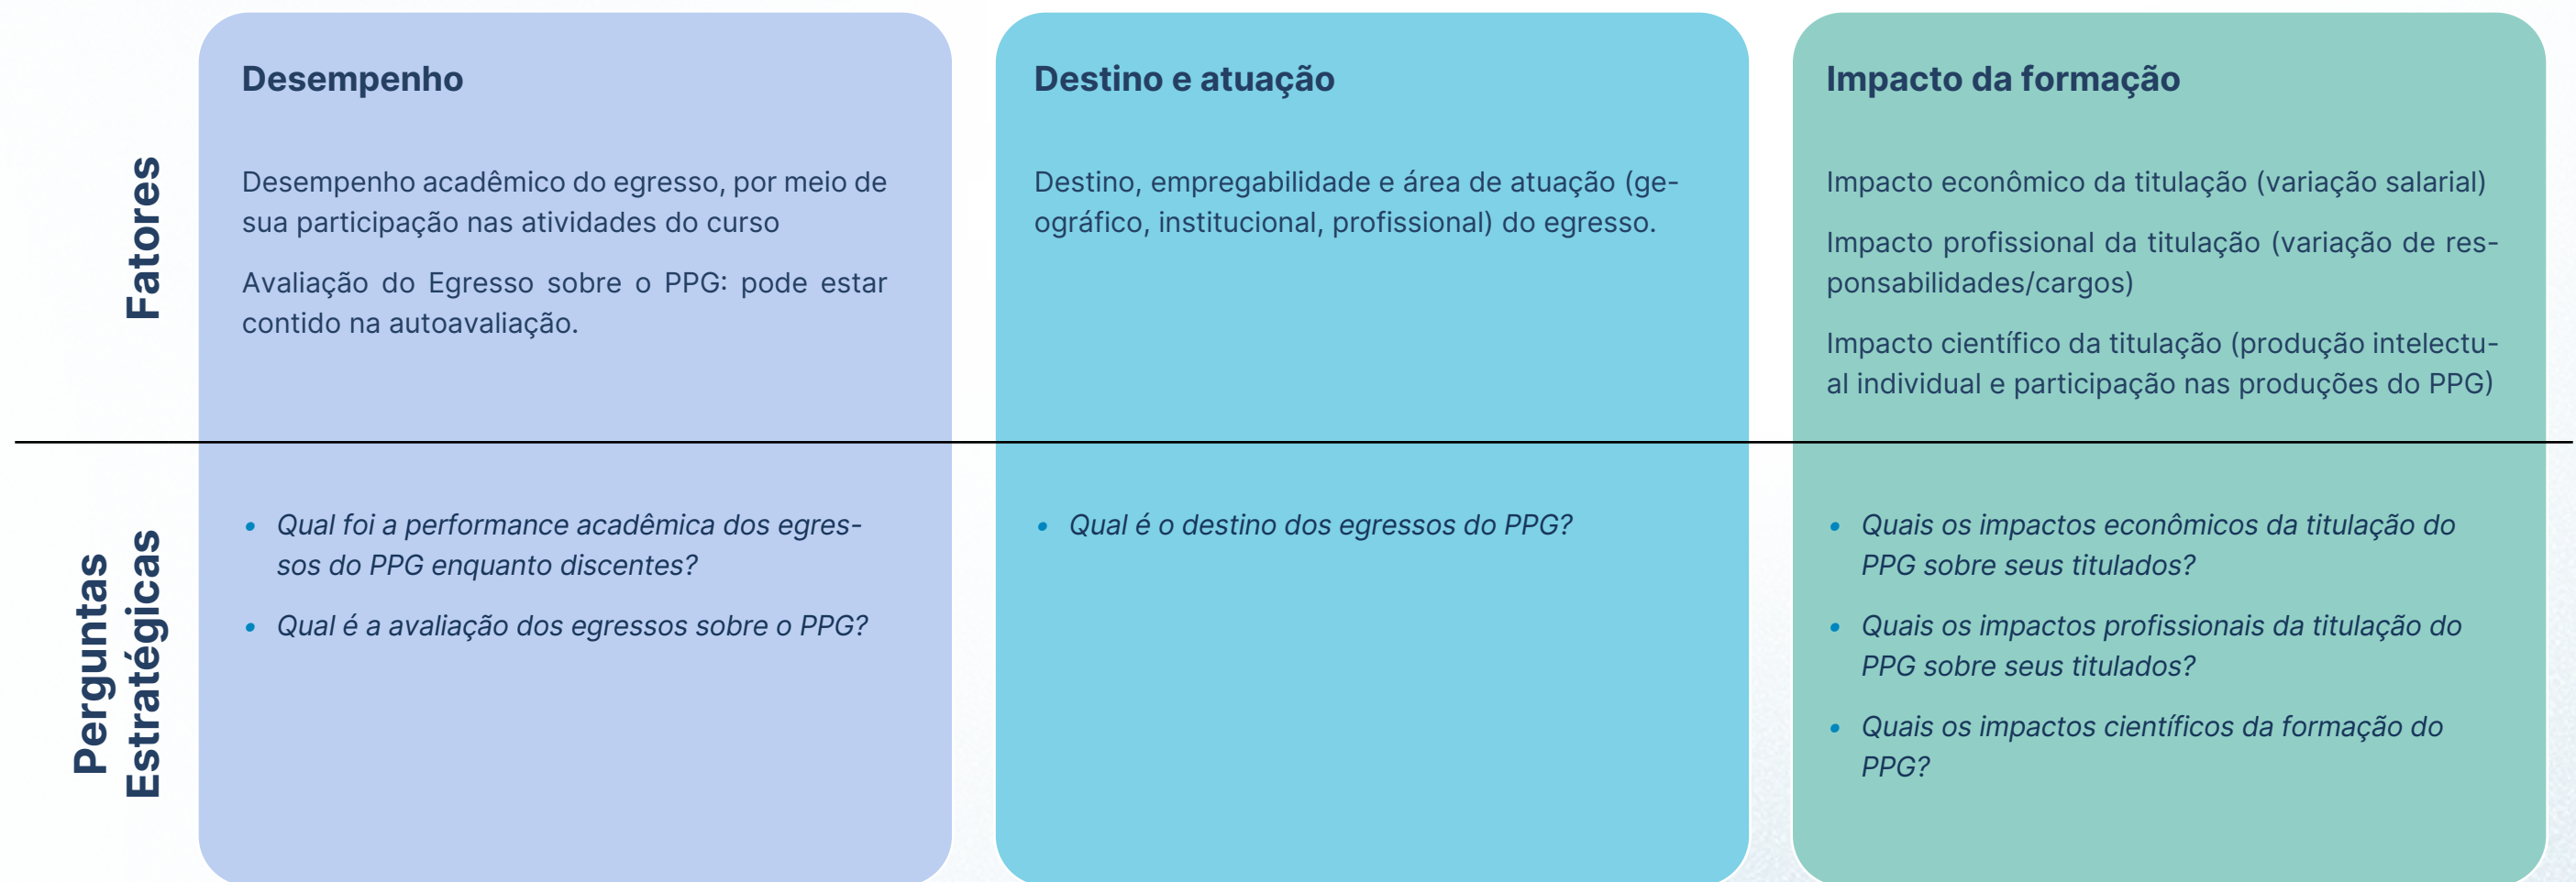 Fatores
Desempenho
Desempenho acadêmico do egresso, por meio de
sua participação nas atividades do curso
Avaliação do Egresso sobre o PPG: pode estar
contido na autoavaliação.
Destino e atuação
Destino, empregabilidade e área de atuação (ge-
ográfico, institucional, profissional) do egresso.
Impacto da formação
Impacto econômico da titulação (variação salarial)
Impacto profissional da titulação (variação de res-
ponsabilidades/cargos)
Impacto científico da titulação (produção intelectu-
al individual e participação nas produções do PPG)
Perguntas
Estratégicas
• Qual foi a performance acadêmica dos egres-
sos do PPG enquanto discentes?
• Qual é a avaliação dos egressos sobre o PPG?
• Qual é o destino dos egressos do PPG?
• Quais os impactos econômicos da titulação do
PPG sobre seus titulados?
• Quais os impactos profissionais da titulação do
PPG sobre seus titulados?
• Quais os impactos científicos da formação do
PPG?